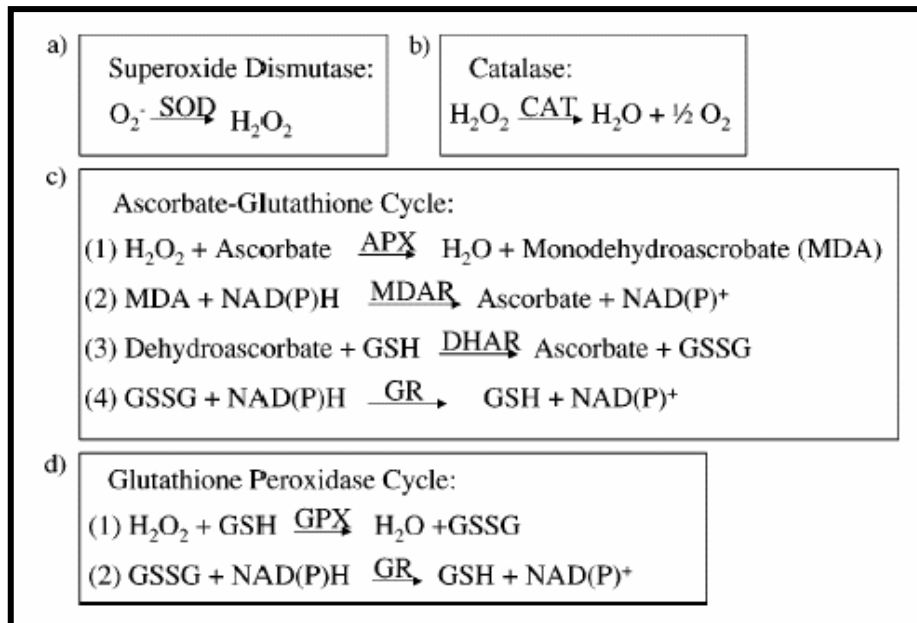 a)
Superoxide Dismutase:
O₂⁻ SOD → H₂O₂
b)
Catalase:
H₂O₂ CAT → H₂O + ½ O₂
c)
Ascorbate-Glutathione Cycle:
(1) H₂O₂ + Ascorbate APX → H₂O + Monodehydroascrobate (MDA)
(2) MDA + NAD(P)H MDAR → Ascorbate + NAD(P)⁺
(3) Dehydroascorbate + GSH DHAR → Ascorbate + GSSG
(4) GSSG + NAD(P)H GR → GSH + NAD(P)⁺
d)
Glutathione Peroxidase Cycle:
(1) H₂O₂ + GSH GPX → H₂O +GSSG
(2) GSSG + NAD(P)H GR → GSH + NAD(P)⁺